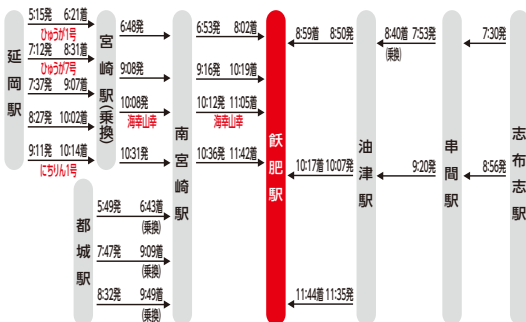 延岡駅
5:15発 6:21着
ひゅうが1号
7:12発 8:31着
ひゅうが7号
7:37発 9:07着
8:27発 10:02着
9:11発 10:14着
にちりん1号
宮崎駅(乗換)
6:48発
9:08発
10:08発
海幸山幸
10:31発
都城駅
5:49発 6:43着
(乗換)
7:47発 9:09着
(乗換)
8:32発 9:49着
(乗換)
南宮崎駅
6:53発 8:02着
9:16発 10:19着
10:12発 11:05着
海幸山幸
10:36発 11:42着
飫肥駅
8:59着 8:50発
10:17着 10:07発
11:44着 11:35発
油津駅
8:40着 7:53発
(乗換)
9:20発
串間駅
7:30発
8:56発
志布志駅